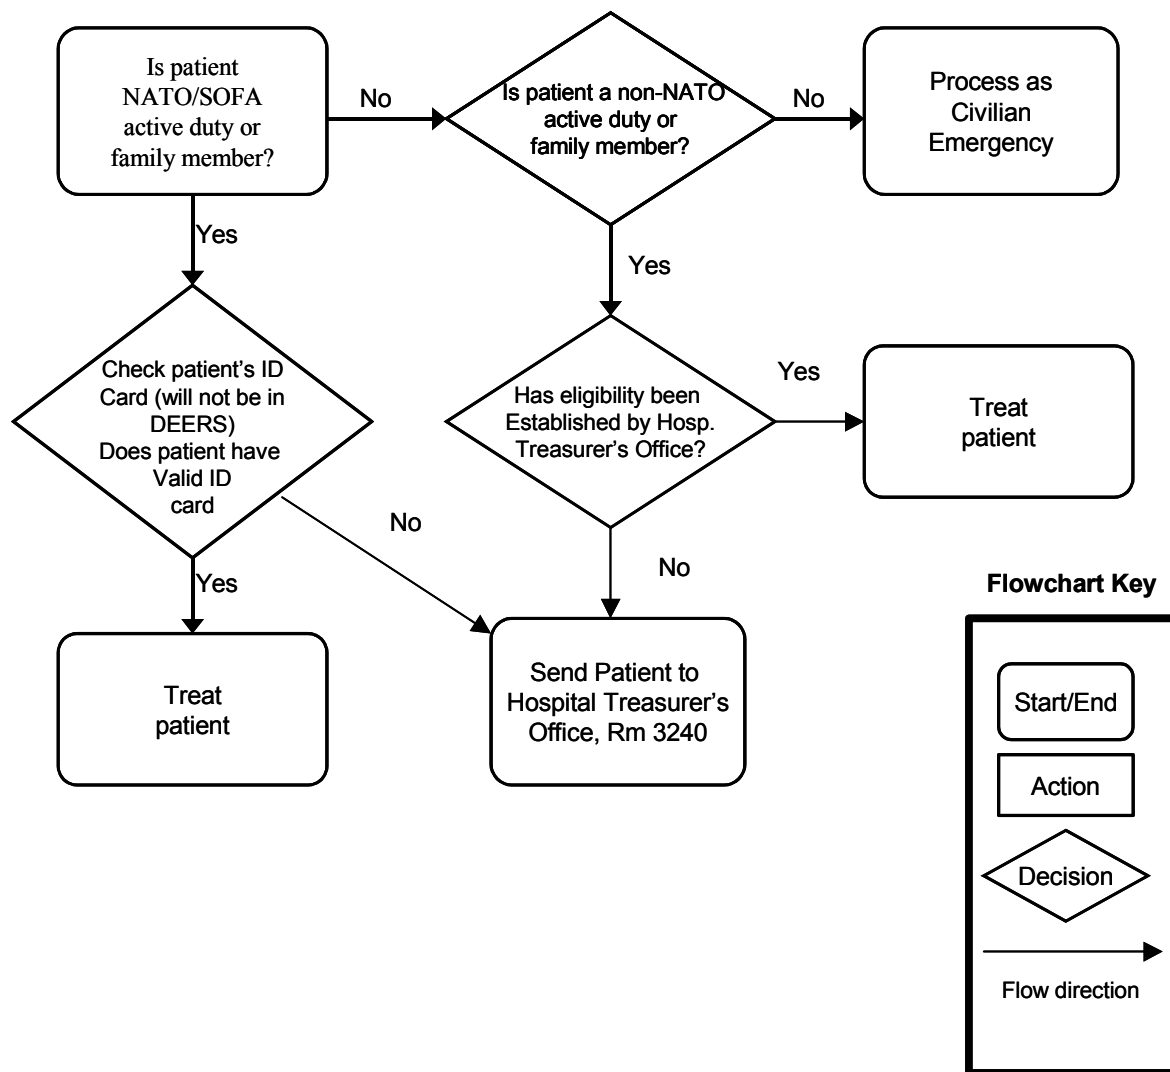 Is patient
NATO/SOFA
active duty or
family member?
No
Is patient a non-NATO
active duty or
family member?
No
Process as
Civilian
Emergency
Yes
Yes
Check patient’s ID
Card (will not be in
DEERS)
Does patient have
Valid ID
card
Has eligibility been
Established by Hosp.
Treasurer’s Office?
Yes
Treat
patient
No
No
Yes
Treat
patient
Send Patient to
Hospital Treasurer’s
Office, Rm 3240
Flowchart Key
Start/End
Action
Decision
Flow direction